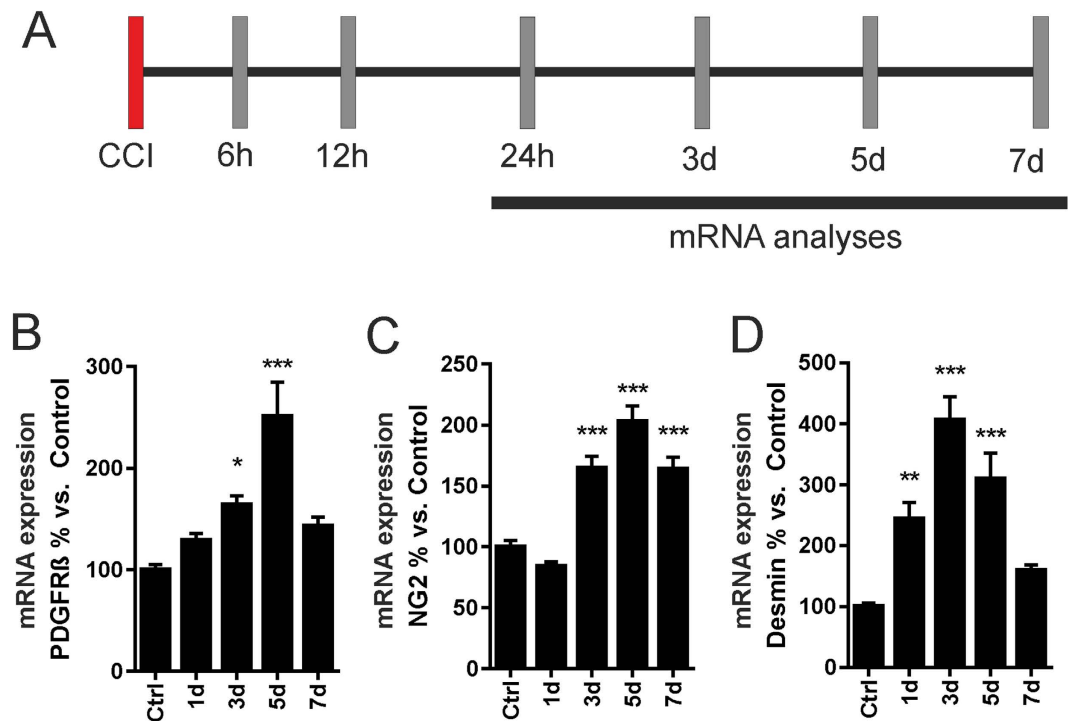 A
CCI 6h 12h 24h 3d 5d 7d
mRNA analyses
B
mRNA expression
PDGFRß % vs. Control
300
200
100
0
***
*
Ctrl 1d 3d 5d 7d
C
mRNA expression
NG2 % vs. Control
250
200
150
100
50
0
***
*** ***
Ctrl 1d 3d 5d 7d
D
mRNA expression
Desmin % vs. Control
500
400
300
200
100
0
***
***
**
Ctrl 1d 3d 5d 7d